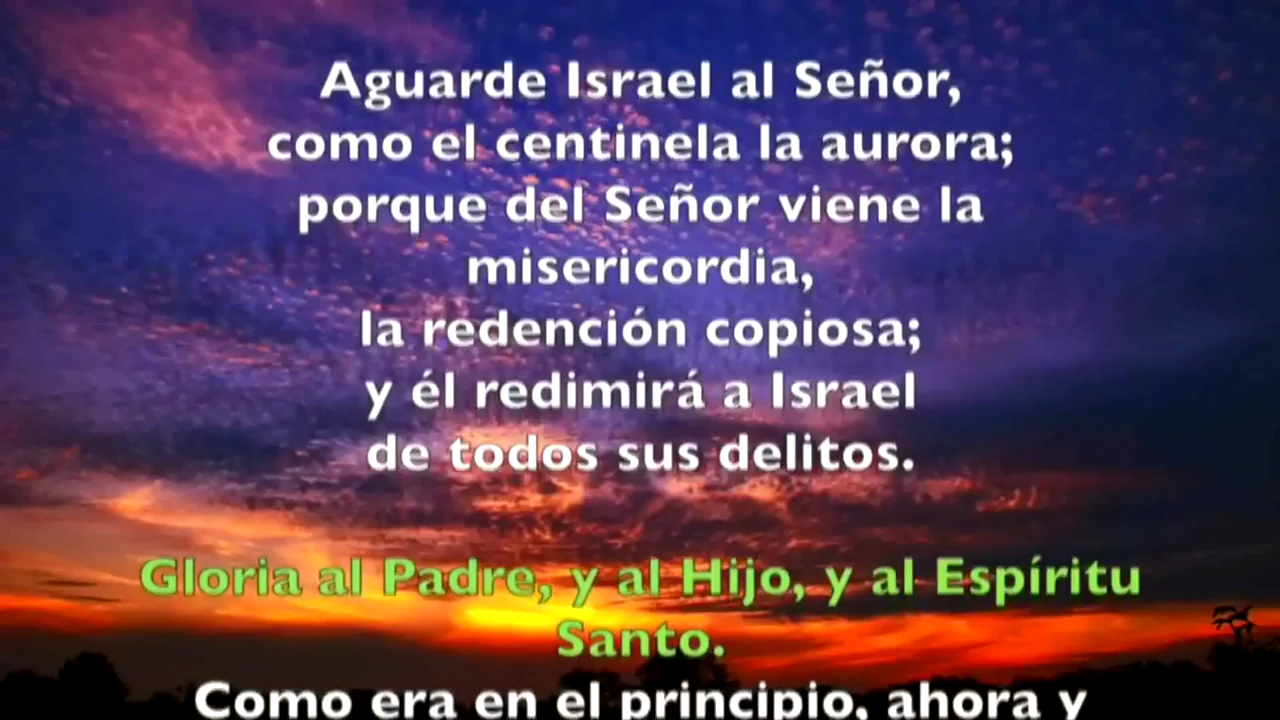 Aguarde Israel al Señor,
como el centinela la aurora;
porque del Señor viene la
misericordia,
la redención copiosa;
y él redimirá a Israel
de todos sus delitos.
Gloria al Padre, y al Hijo, y al Espíritu
Santo.
Como era en el principio, ahora y